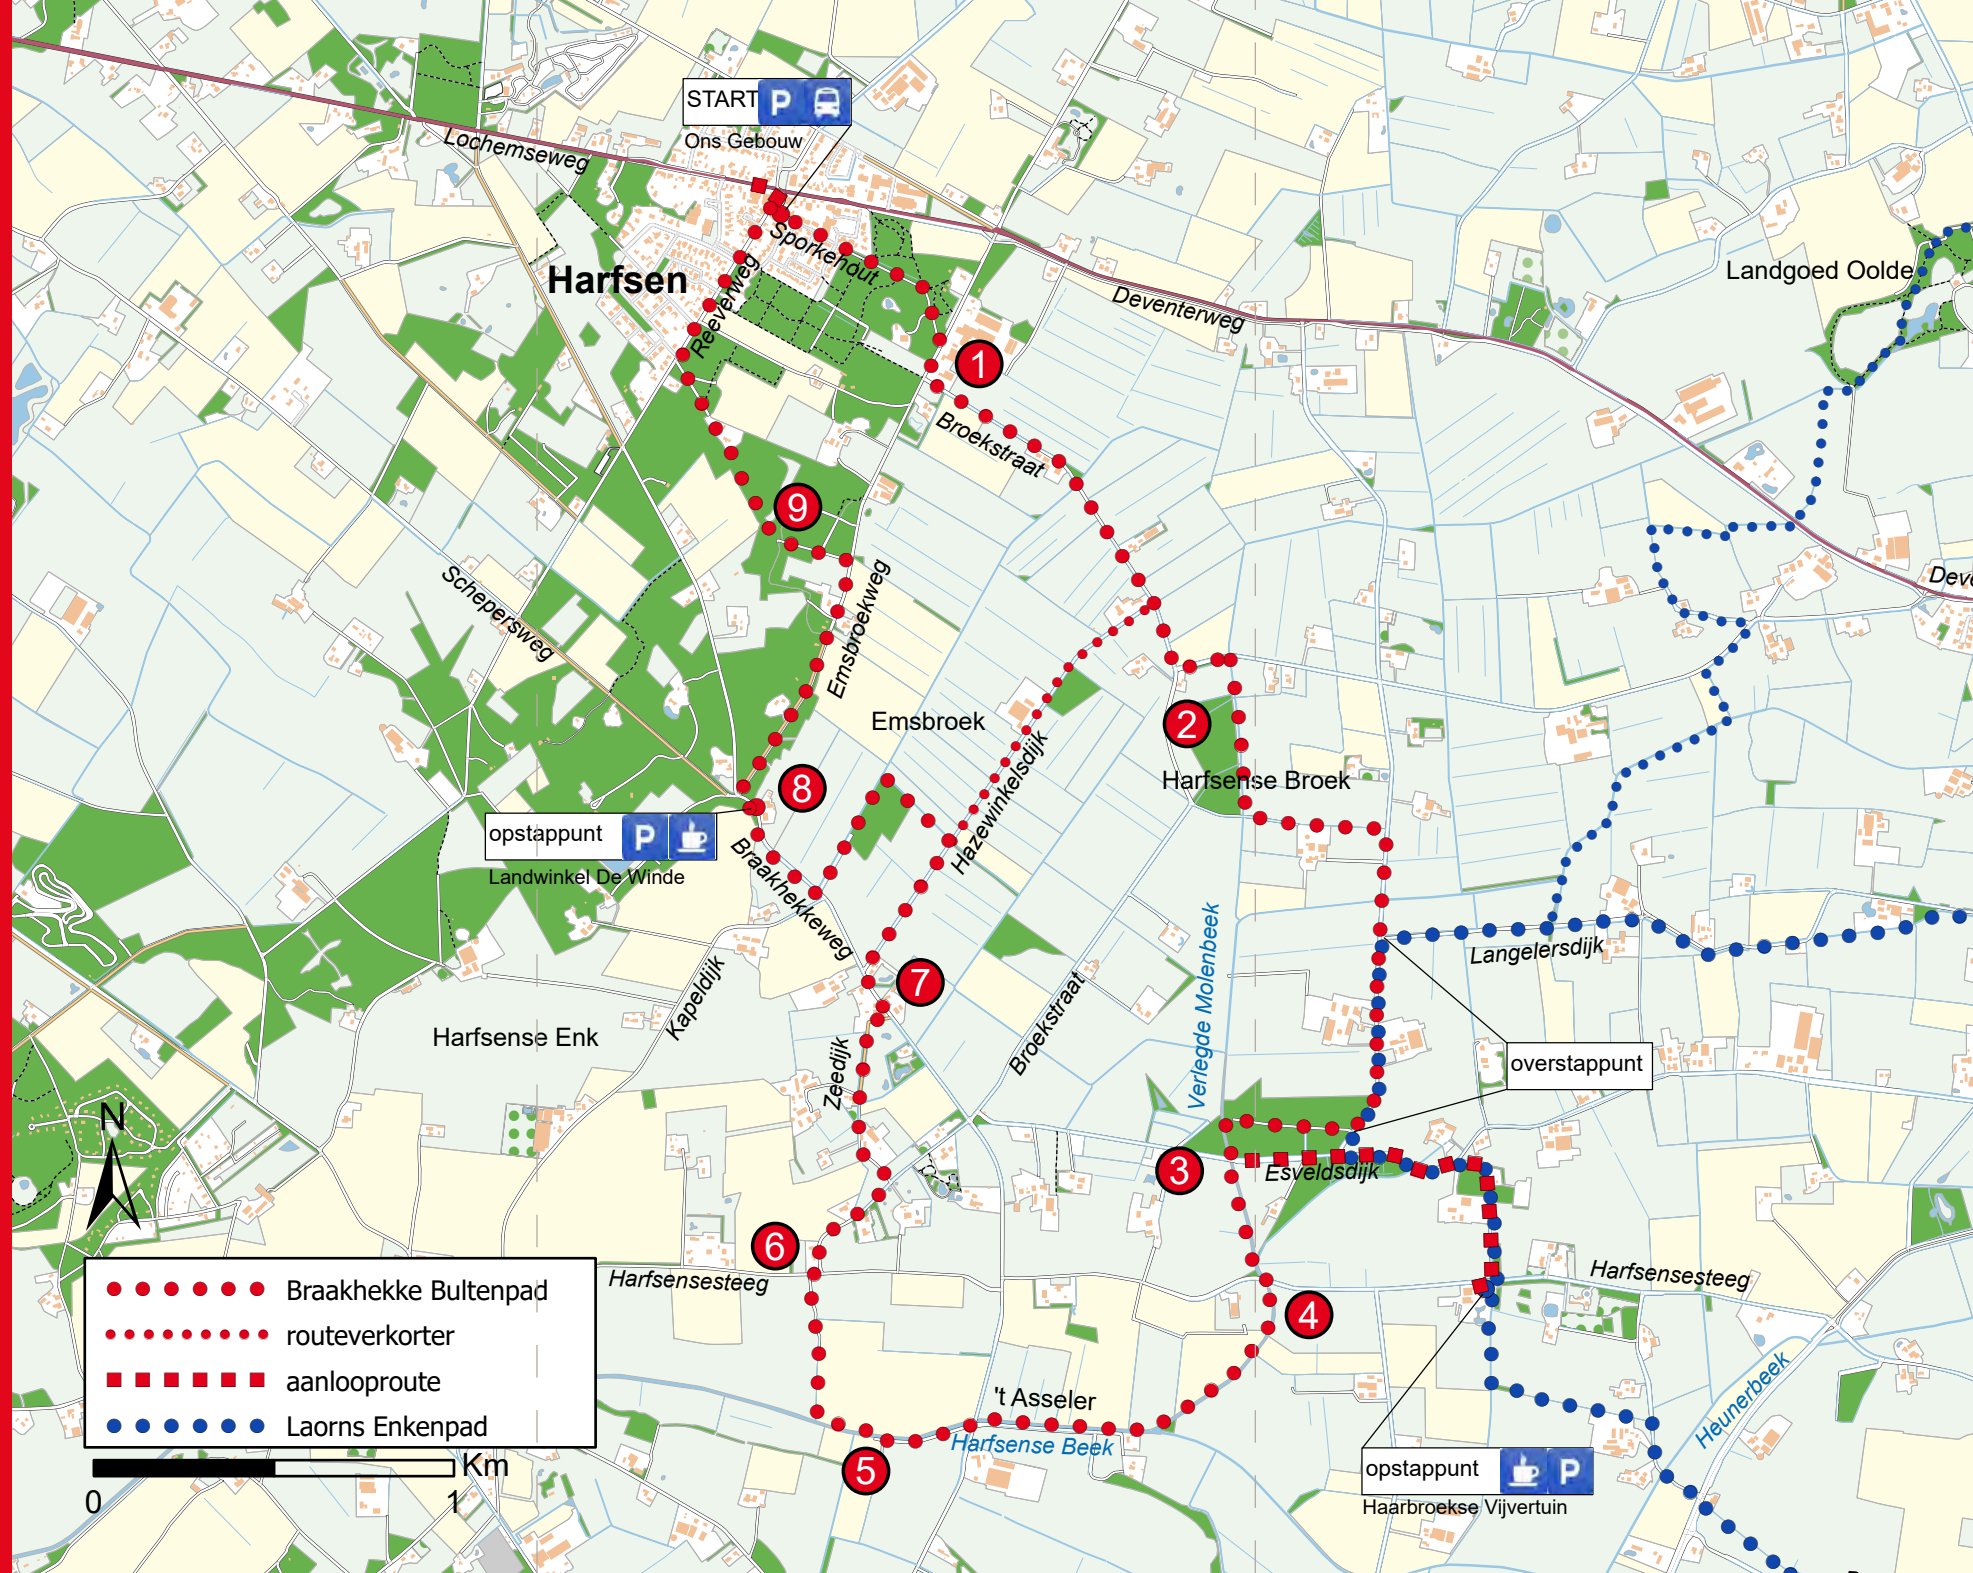 START P
Ons Gebouw
Lochemseweg
Sporkehout
Harfsen
Reeverweg
Landgoed Oolde
Deventerweg
1
Broekstraat
9
Schepersweg
Emsbroekweg
Emsbroek
2
Harfsense Broek
Hazewinkelsdijk
8
opstappunt P
Landwinkel De Winde
Braakhekkeweg
Langelersdijk
Verlegde Molenbeek
7
Kapeldijk
Harfsense Enk
Broekstraat
Zeedijk
overstappunt
N
3
Esveldsdijk
6
Harfsensesteeg
Harfsensesteeg
4
Braakhekke Bultenpad
routeverkorter
aanlooproute
Laorns Enkenpad
Km
0 1
't Asseler
Harfsense Beek
5
Heunerbeek
opstappunt P
Haarbroekse Vijvertuin